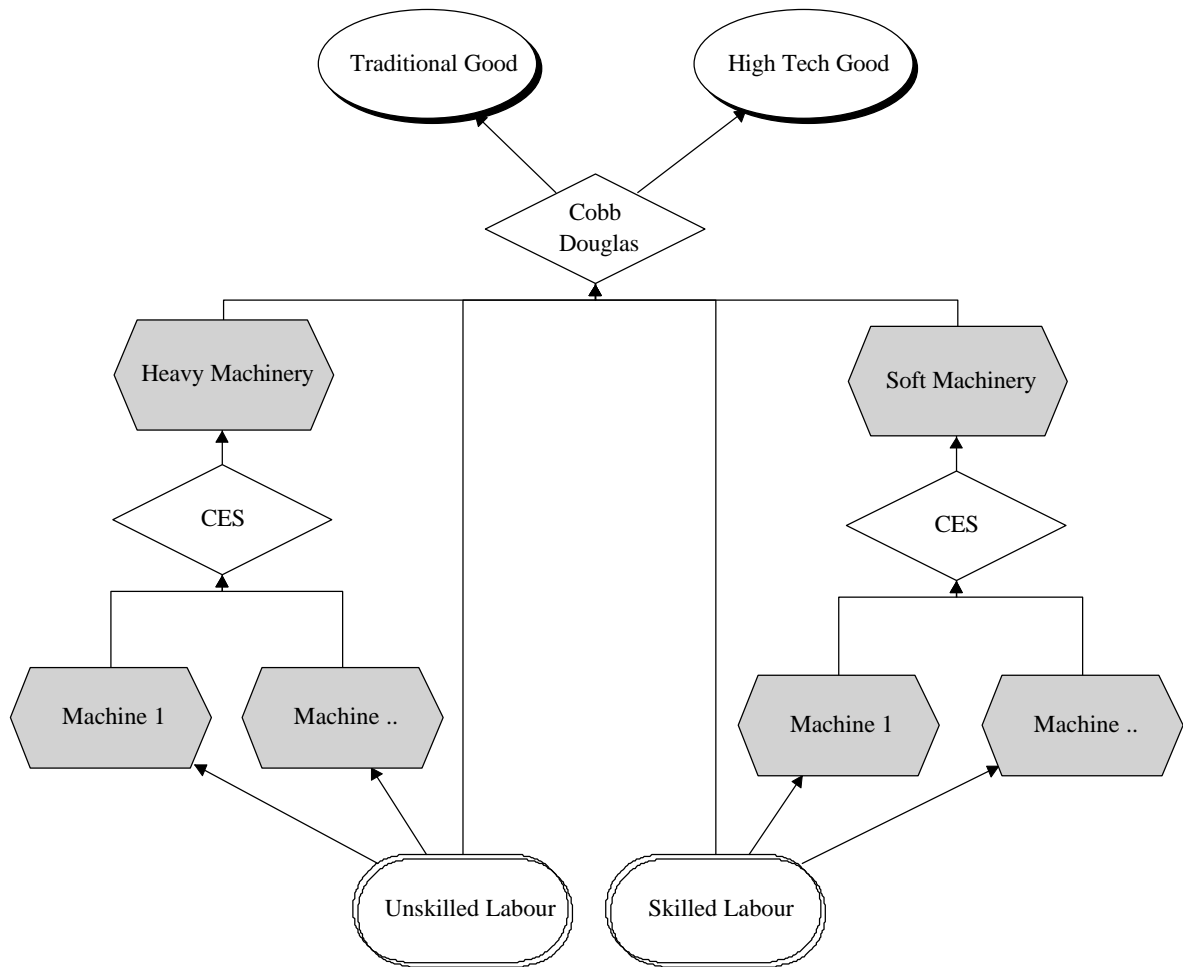 Traditional Good
High Tech Good
Cobb
Douglas
Heavy Machinery
Soft Machinery
CES
CES
Machine 1
Machine ..
Machine 1
Machine ..
Unskilled Labour
Skilled Labour